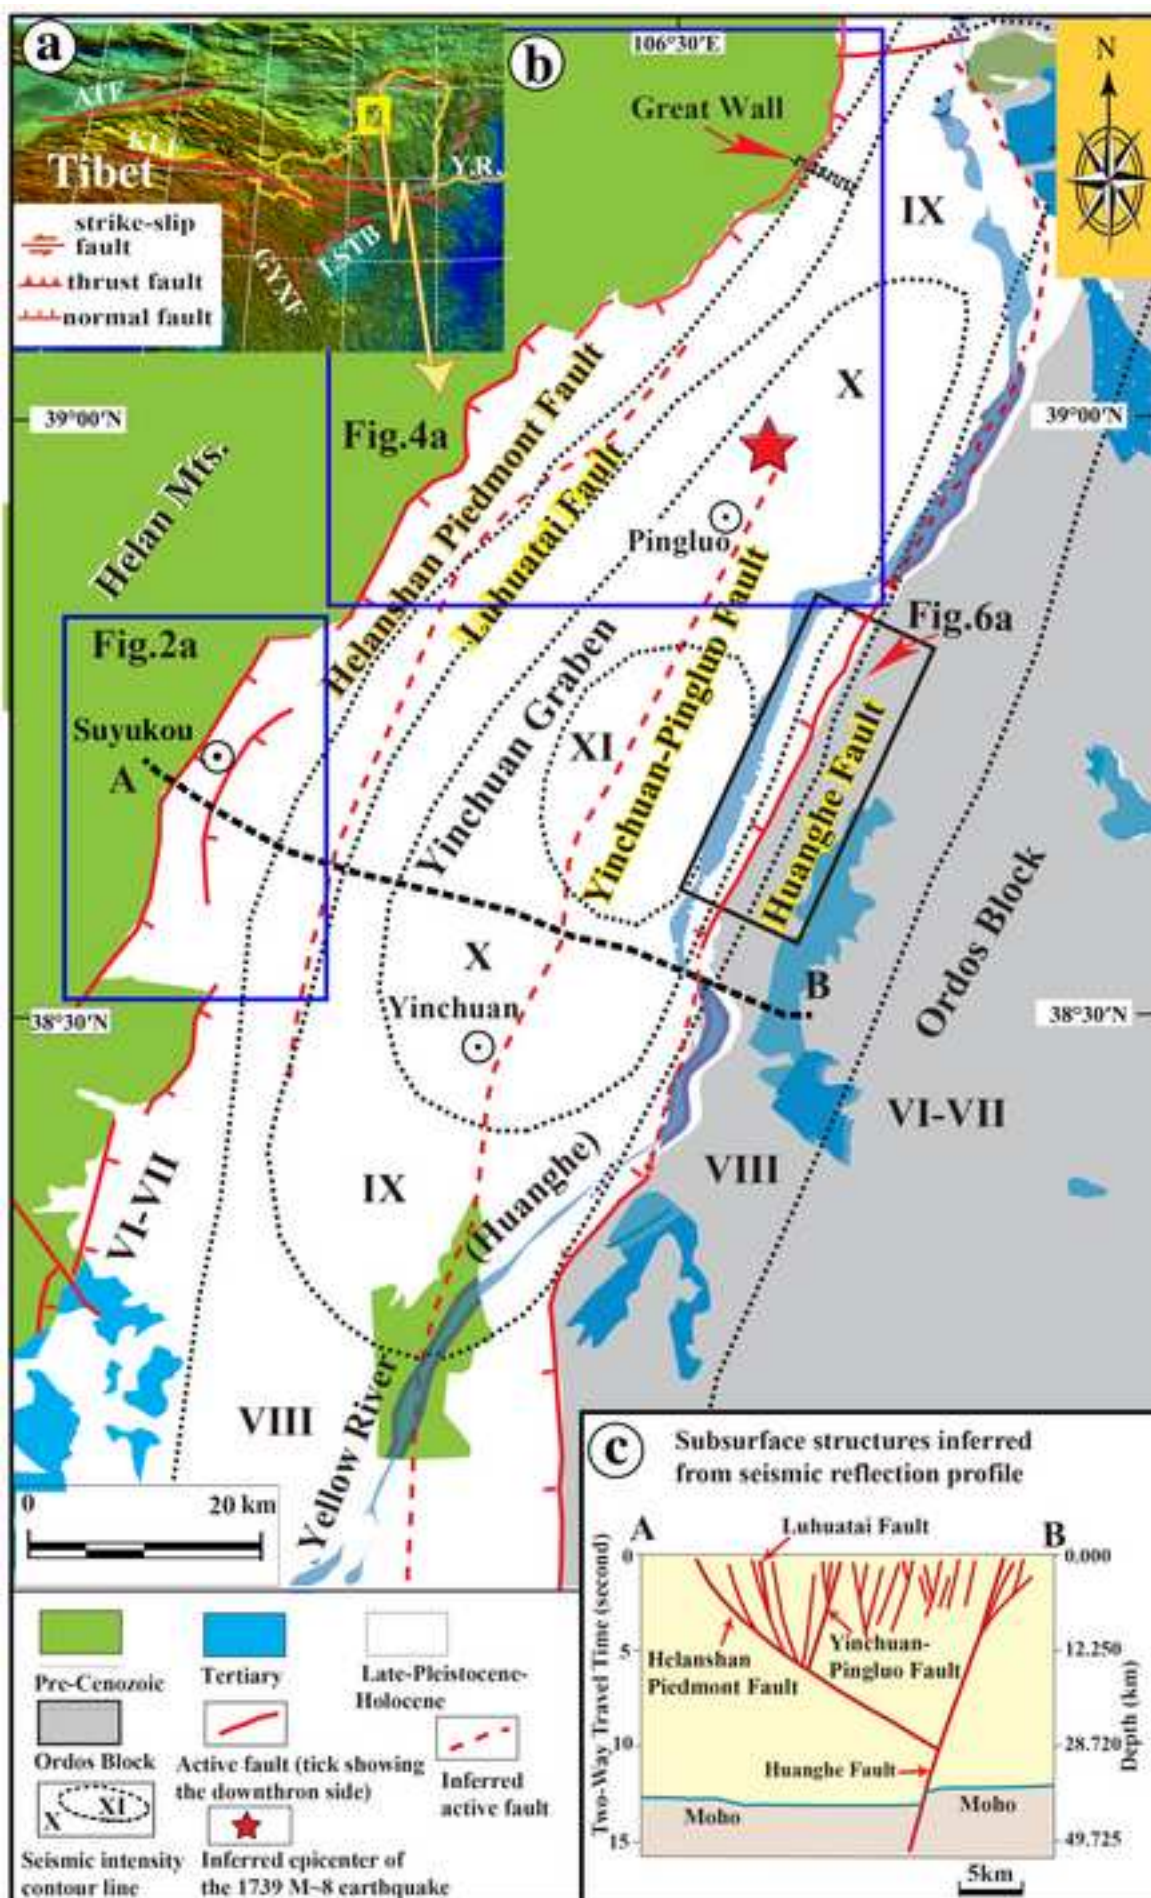 a
ATF
KLF
Tibet
Y.R.
LSTB
GYXF
strike-slip
fault
thrust fault
normal fault
b
106°30′E
N
Great Wall
IX
X
39°00′N
39°00′N
Fig.4a
Helan Mts.
Helanshan Piedmont Fault
Luhuatai Fault
Pingluo
Yinchuan-Pingluo Fault
Fig.2a
Suyukou
A
Yinchuan Graben
XI
Fig.6a
Huanghe Fault
Ordos Block
X
Yinchuan
B
38°30′N
38°30′N
VI-VII
VIII
VI-VII
IX
(Huanghe)
VIII
Yellow River
0
20 km
c
Subsurface structures inferred
from seismic reflection profile
A
Luhuatai Fault
B
0
0.000
Two-Way Travel Time (second)
5
12.250
Helanshan
Piedmont Fault
Yinchuan-
Pingluo Fault
Depth (km)
10
28.720
Huanghe Fault
Moho
Moho
15
49.725
5km
Pre-Cenozoic
Tertiary
Late-Pleistocene-
Holocene
Ordos Block
Active fault (tick showing
the downthron side)
Inferred
active fault
X
XI
Seismic intensity
contour line
Inferred epicenter of
the 1739 M~8 earthquake